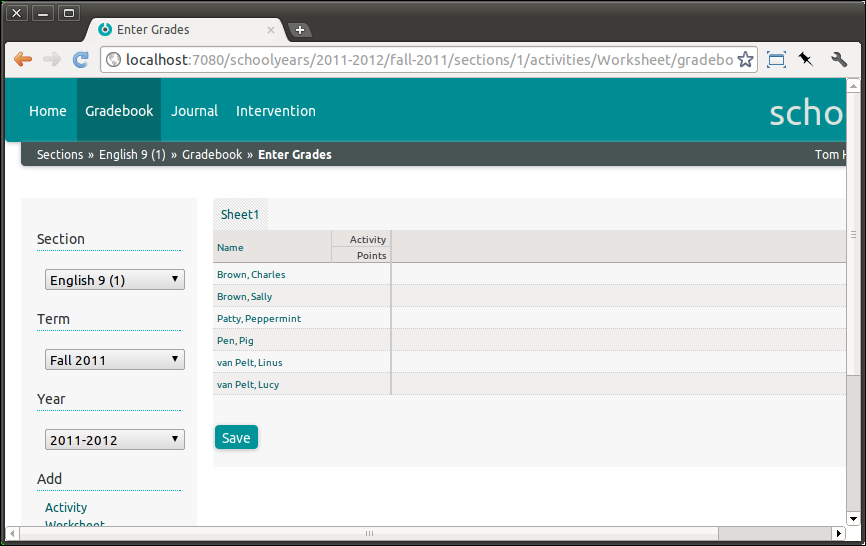 Enter Grades
localhost:7080/schoolyears/2011-2012/fall-2011/sections/1/activities/Worksheet/gradebo
Home Gradebook Journal Intervention scho
Sections » English 9 (1) » Gradebook » Enter Grades Tom H
Section
English 9 (1)
Term
Fall 2011
Year
2011-2012
Add
Activity
Worksheet
Sheet1
Name Activity
Points
Brown, Charles
Brown, Sally
Patty, Peppermint
Pen, Pig
van Pelt, Linus
van Pelt, Lucy
Save